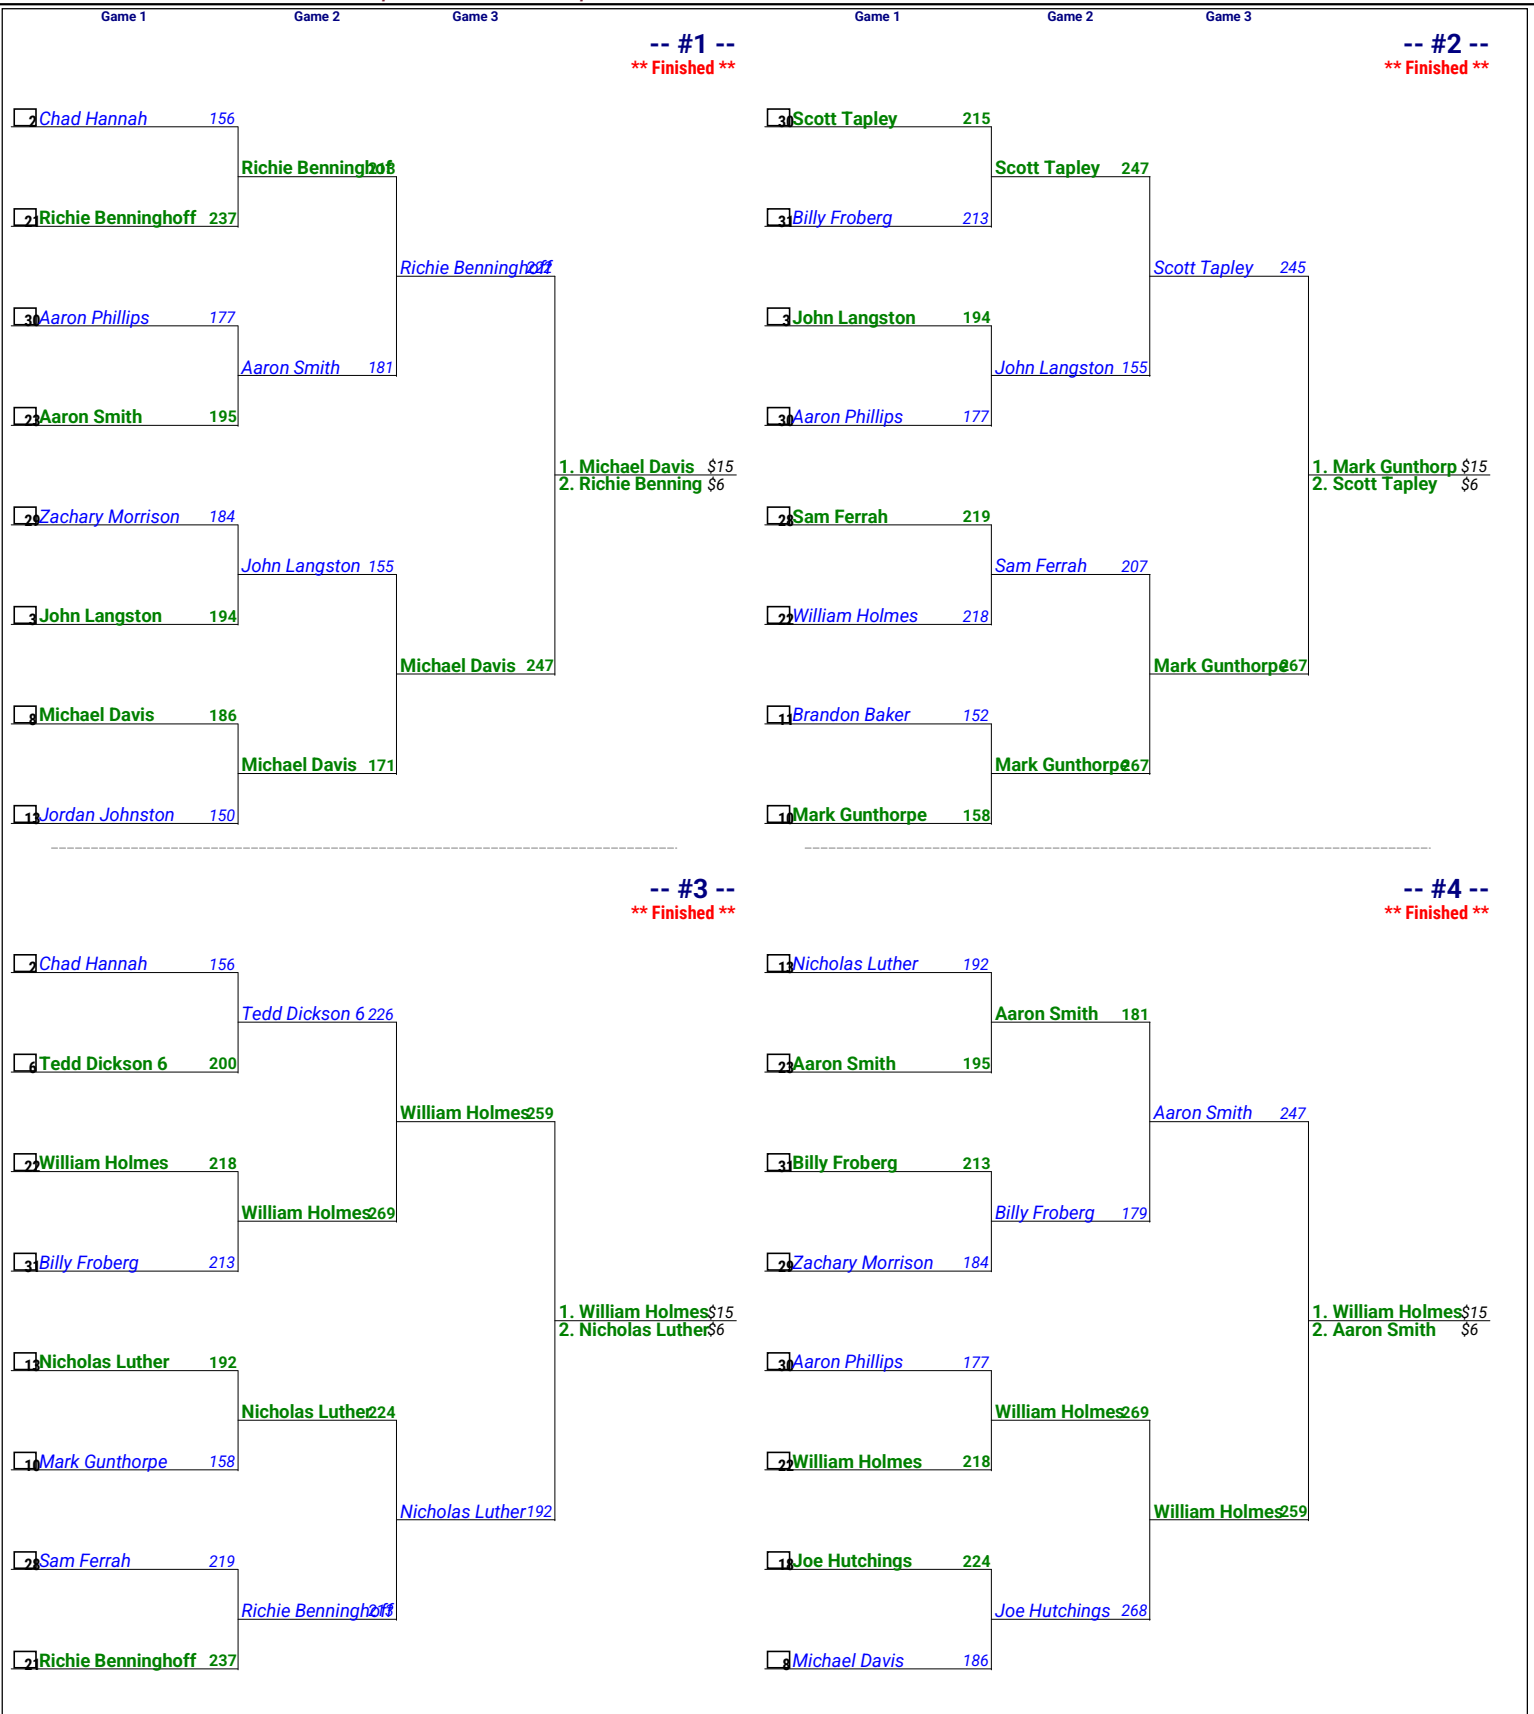 Game 1 Game 2 Game 3
-- #1 --
** Finished **
2 Chad Hannah 156
Richie Benninghoff 213
21 Richie Benninghoff 237
Richie Benninghoff 222
30 Aaron Phillips 177
Aaron Smith 181
23 Aaron Smith 195
1. Michael Davis $15
2. Richie Benning $6
29 Zachary Morrison 184
John Langston 155
3 John Langston 194
Michael Davis 247
8 Michael Davis 186
Michael Davis 171
13 Jordan Johnston 150
Game 1 Game 2 Game 3
-- #2 --
** Finished **
30 Scott Tapley 215
Scott Tapley 247
31 Billy Froberg 213
Scott Tapley 245
3 John Langston 194
John Langston 155
30 Aaron Phillips 177
1. Mark Gunthorp $15
2. Scott Tapley $6
28 Sam Ferrah 219
Sam Ferrah 207
22 William Holmes 218
Mark Gunthorpe 267
11 Brandon Baker 152
Mark Gunthorpe 267
10 Mark Gunthorpe 158
-- #3 --
** Finished **
2 Chad Hannah 156
Tedd Dickson 6 226
6 Tedd Dickson 6 200
William Holmes 259
22 William Holmes 218
William Holmes 269
31 Billy Froberg 213
1. William Holmes $15
2. Nicholas Luther $6
13 Nicholas Luther 192
Nicholas Luther 224
10 Mark Gunthorpe 158
Nicholas Luther 192
28 Sam Ferrah 219
Richie Benninghoff 213
21 Richie Benninghoff 237
-- #4 --
** Finished **
13 Nicholas Luther 192
Aaron Smith 181
23 Aaron Smith 195
Aaron Smith 247
31 Billy Froberg 213
Billy Froberg 179
29 Zachary Morrison 184
1. William Holmes $15
2. Aaron Smith $6
30 Aaron Phillips 177
William Holmes 269
22 William Holmes 218
William Holmes 259
18 Joe Hutchings 224
Joe Hutchings 268
8 Michael Davis 186